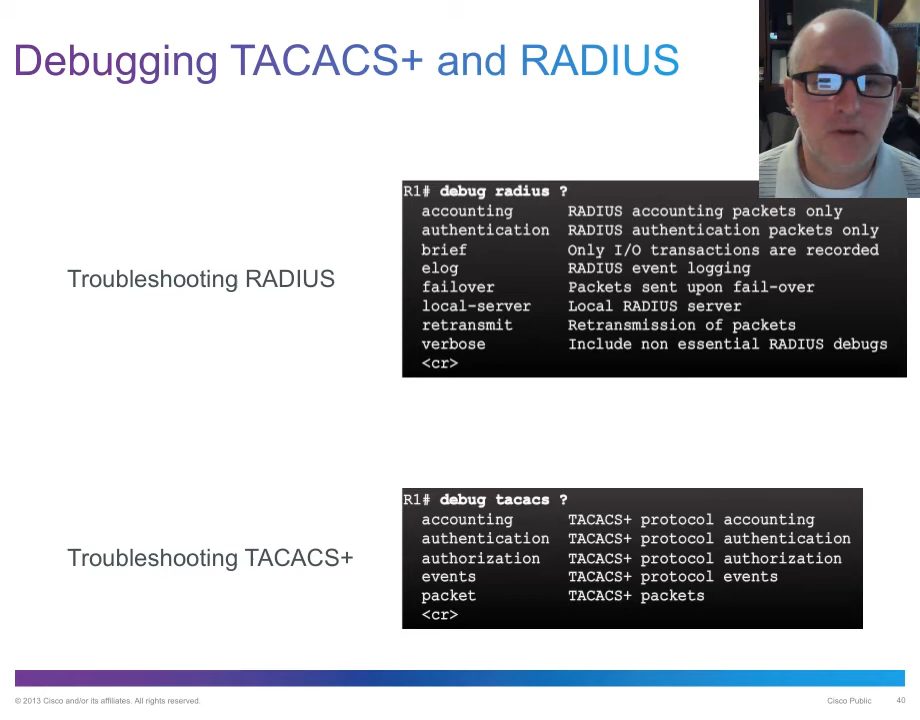 Debugging TACACS+ and RADIUS
Troubleshooting RADIUS
R1# debug radius ?
accounting RADIUS accounting packets only
authentication RADIUS authentication packets only
brief Only I/O transactions are recorded
elog RADIUS event logging
failover Packets sent upon fail-over
local-server Local RADIUS server
retransmit Retransmission of packets
verbose Include non essential RADIUS debugs
<cr>
Troubleshooting TACACS+
R1# debug tacacs ?
accounting TACACS+ protocol accounting
authentication TACACS+ protocol authentication
authorization TACACS+ protocol authorization
events TACACS+ protocol events
packet TACACS+ packets
<cr>
© 2013 Cisco and/or its affiliates. All rights reserved. Cisco Public 40